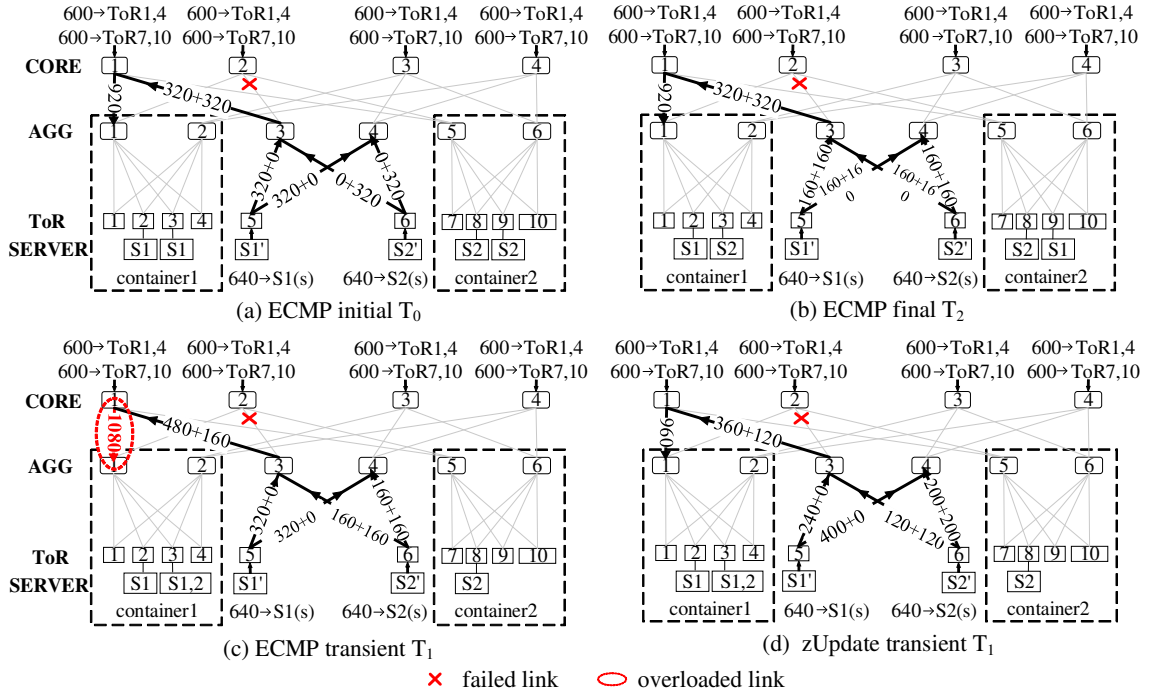 600→ToR1,4 600→ToR1,4 600→ToR1,4 600→ToR1,4
600→ToR7,10 600→ToR7,10 600→ToR7,10 600→ToR7,10
CORE 1 2 3 4
320+320
920
AGG 1 2 3 4 5 6
320+0 320+0 0+320 0+320
ToR 1 2 3 4 5 6 7 8 9 10
SERVER S1 S1 S1' S2' S2 S2
container1 640→S1(s) 640→S2(s) container2
(a) ECMP initial T0
600→ToR1,4 600→ToR1,4 600→ToR1,4 600→ToR1,4
600→ToR7,10 600→ToR7,10 600→ToR7,10 600→ToR7,10
1 2 3 4
320+320
920
1 2 3 4 5 6
160+160 160+16
0 160+16
0 160+160
1 2 3 4 5 6 7 8 9 10
S1 S2 S1' S2' S2 S1
container1 640→S1(s) 640→S2(s) container2
(b) ECMP final T2
600→ToR1,4 600→ToR1,4 600→ToR1,4 600→ToR1,4
600→ToR7,10 600→ToR7,10 600→ToR7,10 600→ToR7,10
CORE 1 2 3 4
480+160
1080
AGG 2 3 4 5 6
320+0 320+0 160+160 160+160
ToR 1 2 3 4 5 6 7 8 9 10
SERVER S1 S1,2 S1' S2' S2
container1 640→S1(s) 640→S2(s) container2
(c) ECMP transient T1
600→ToR1,4 600→ToR1,4 600→ToR1,4 600→ToR1,4
600→ToR7,10 600→ToR7,10 600→ToR7,10 600→ToR7,10
1 2 3 4
360+120
960
1 2 3 4 5 6
240+0 400+0 120+120 200+200
1 2 3 4 5 6 7 8 9 10
S1 S1,2 S1' S2' S2
container1 640→S1(s) 640→S2(s) container2
(d) zUpdate transient T1
failed link overloaded link